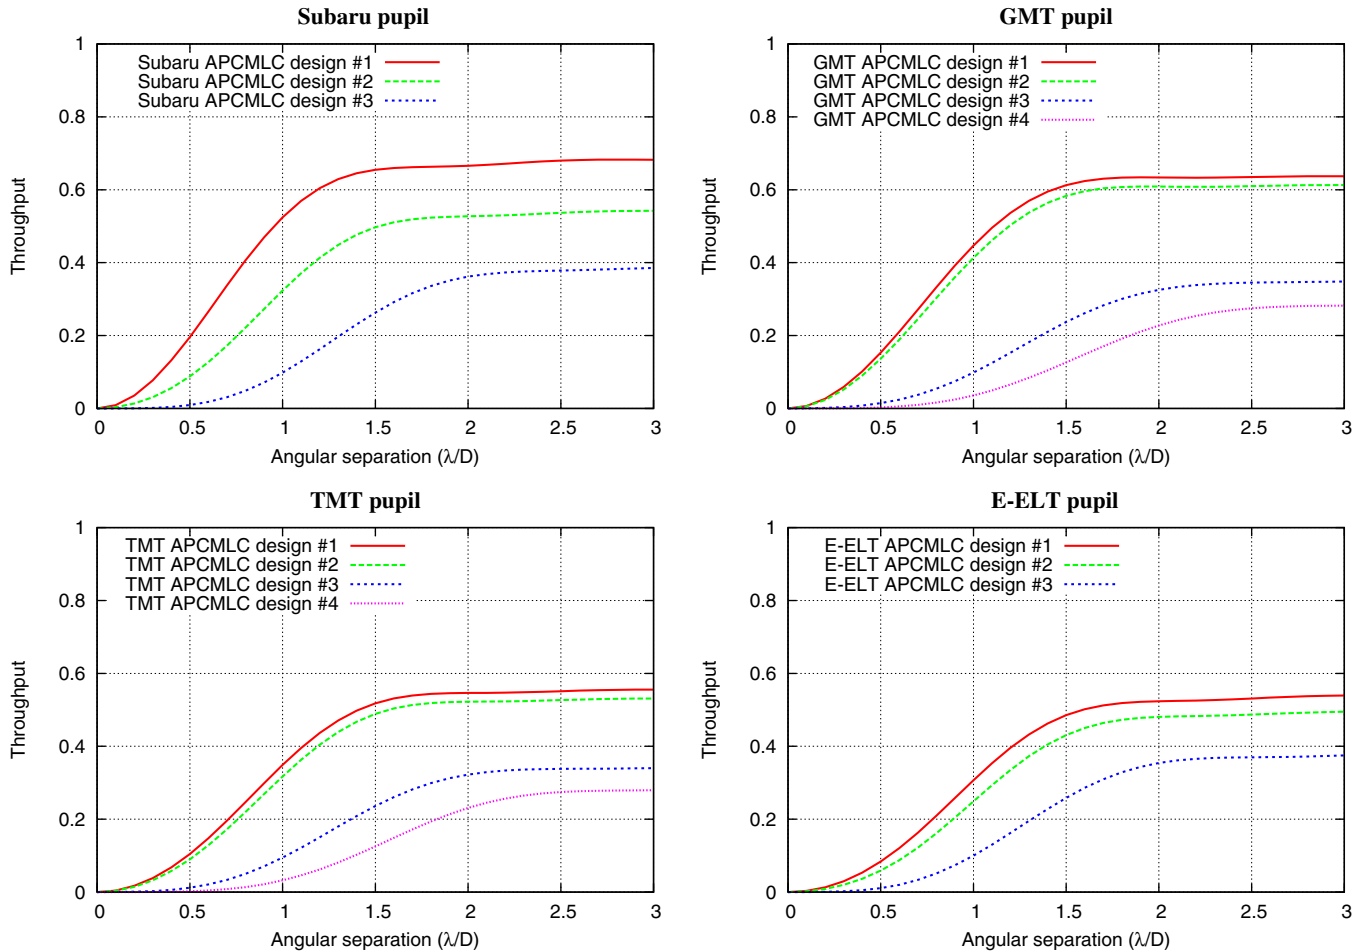 Subaru pupil
1
0.8
0.6
0.4
0.2
0
Throughput
Subaru APCMLC design #1
Subaru APCMLC design #2
Subaru APCMLC design #3
0 0.5 1 1.5 2 2.5 3
Angular separation (λ/D)
GMT pupil
1
0.8
0.6
0.4
0.2
0
Throughput
GMT APCMLC design #1
GMT APCMLC design #2
GMT APCMLC design #3
GMT APCMLC design #4
0 0.5 1 1.5 2 2.5 3
Angular separation (λ/D)
TMT pupil
1
0.8
0.6
0.4
0.2
0
Throughput
TMT APCMLC design #1
TMT APCMLC design #2
TMT APCMLC design #3
TMT APCMLC design #4
0 0.5 1 1.5 2 2.5 3
Angular separation (λ/D)
E-ELT pupil
1
0.8
0.6
0.4
0.2
0
Throughput
E-ELT APCMLC design #1
E-ELT APCMLC design #2
E-ELT APCMLC design #3
0 0.5 1 1.5 2 2.5 3
Angular separation (λ/D)